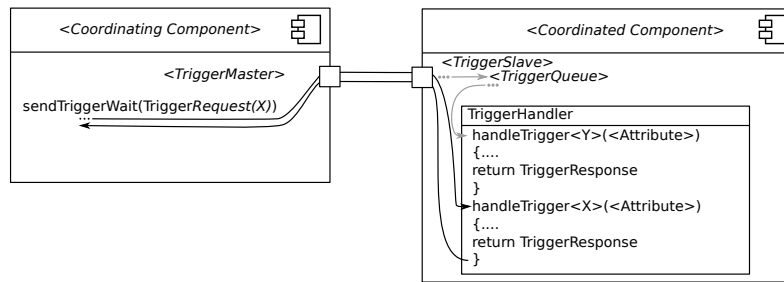 <Coordinating Component>
<TriggerMaster>
sendTriggerWait(TriggerRequest(X))
...
<Coordinated Component>
<TriggerSlave>
... <TriggerQueue>
...
TriggerHandler
handleTrigger<Y>(<Attribute>)
{....
return TriggerResponse
}
handleTrigger<X>(<Attribute>)
{....
return TriggerResponse
}